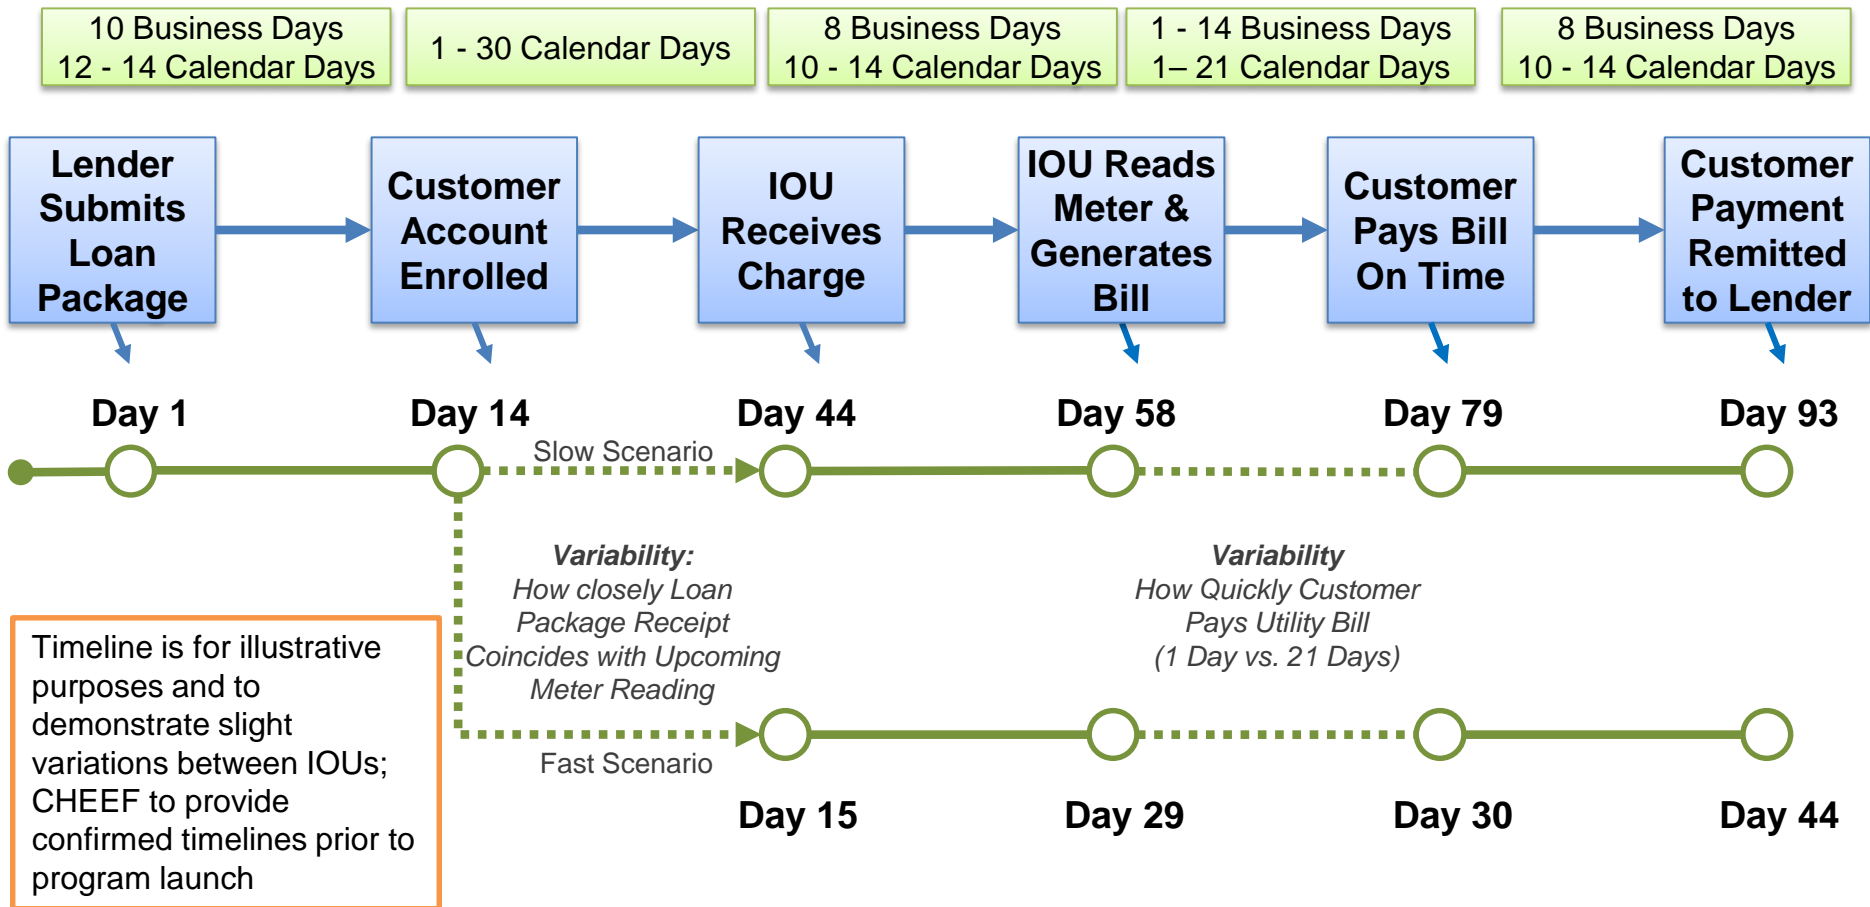 10 Business Days
12 - 14 Calendar Days
1 - 30 Calendar Days
8 Business Days
10 - 14 Calendar Days
1 - 14 Business Days
1– 21 Calendar Days
8 Business Days
10 - 14 Calendar Days
Lender
Submits
Loan
Package
Customer
Account
Enrolled
IOU
Receives
Charge
IOU Reads
Meter &
Generates
Bill
Customer
Pays Bill
On Time
Customer
Payment
Remitted
to Lender
Day 1
Day 14
Day 44
Day 58
Day 79
Day 93
Slow Scenario
Variability:
How closely Loan
Package Receipt
Coincides with Upcoming
Meter Reading
Variability
How Quickly Customer
Pays Utility Bill
(1 Day vs. 21 Days)
Timeline is for illustrative
purposes and to
demonstrate slight
variations between IOUs;
CHEEF to provide
confirmed timelines prior to
program launch
Fast Scenario
Day 15
Day 29
Day 30
Day 44